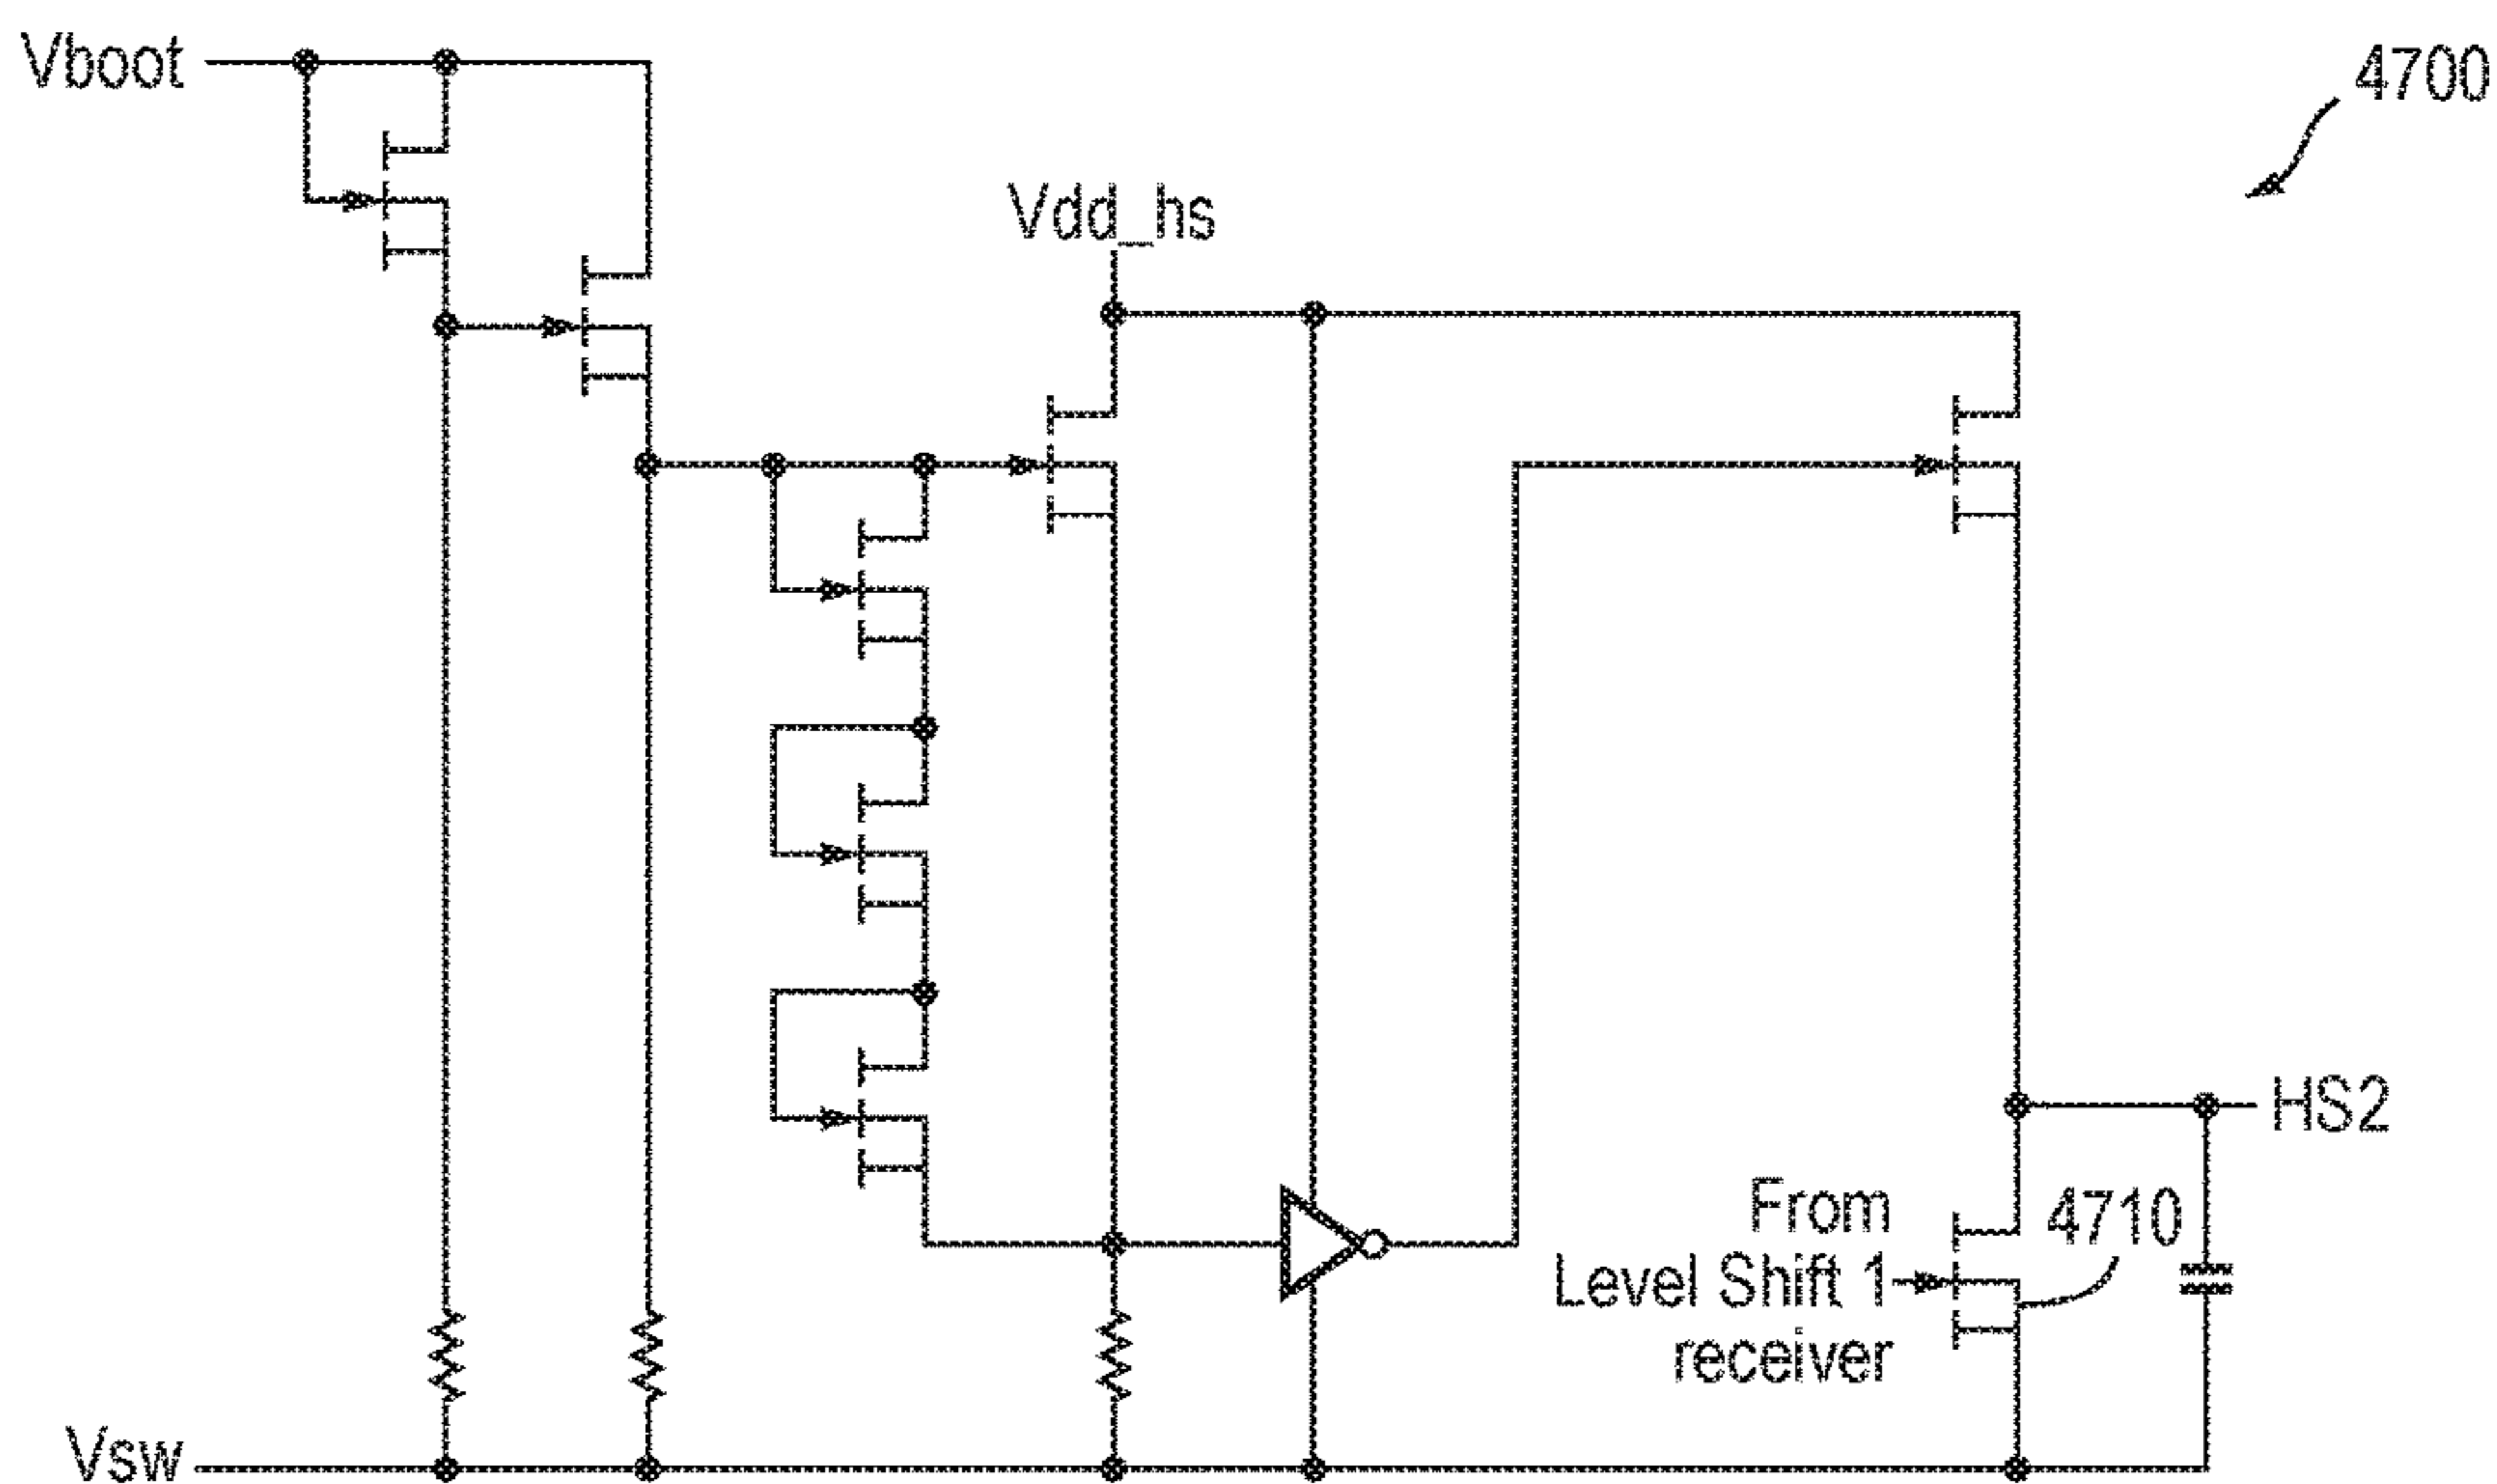 Vboot
4700
Vdd_hs
HS2
From
4710
Level Shift 1
receiver
Vsw